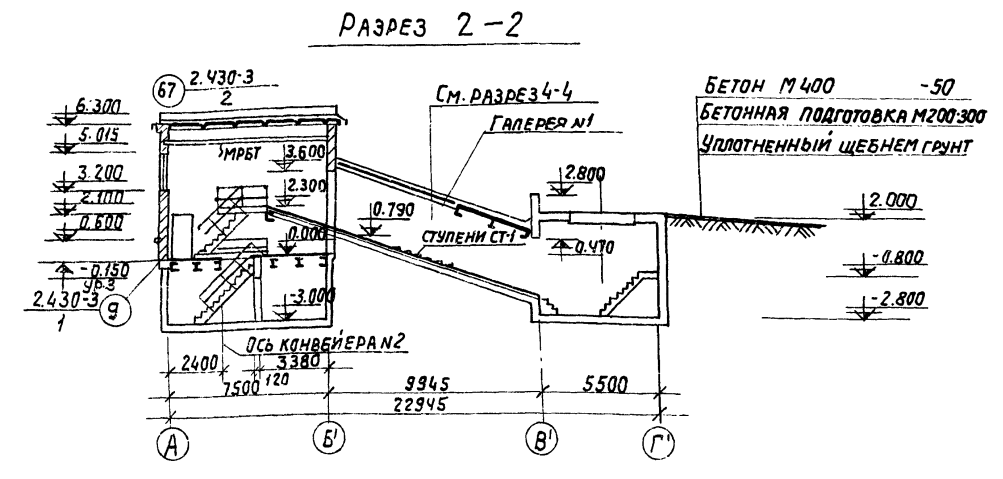 РАЗРЕЗ 2-2
67 2.430-3
2
БЕТОН М400 -50
БЕТОННАЯ ПОДГОТОВКА М200:300
УПЛОТНЕННЫЙ ЩЕБНЕМ ГРУНТ
СМ. РАЗРЕЗ 4-4
ГАЛЕРЕЯ N1
6.300
5.015
3.200
2.100
0.600
-0.150
УР.З
2.430-3
1
9
МРБТ
3.600
2.300
0.000
-3.000
0.790
СТУПЕНИ СТ-1
2.800
0.470
2.000
-0.800
-2.800
ОСЬ КОНВЕЙЕРА N2
2400
120
3380
7500
9945
5500
22945
А
Б'
В'
Г'